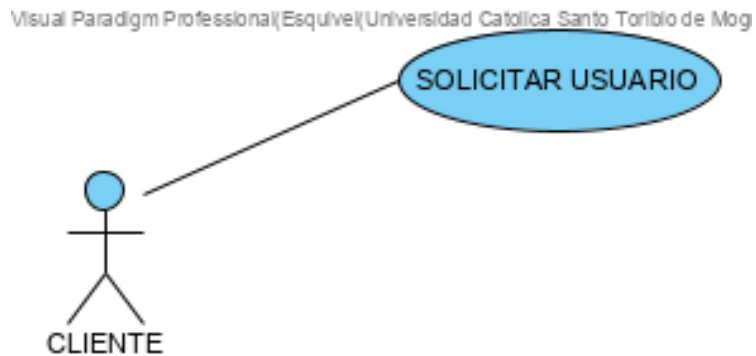 Visual Paradigm Professional(Esquivel(Universidad Catolica Santo Toribio de Mog
SOLICITAR USUARIO
CLIENTE